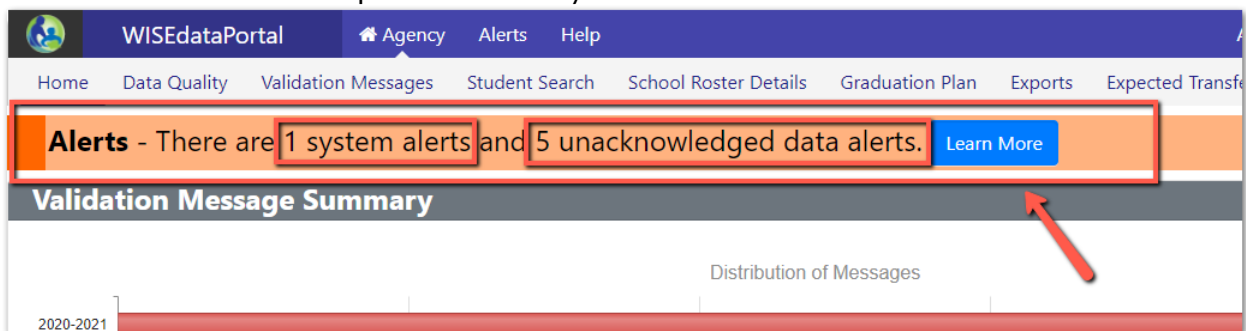 WISEdataPortal Agency Alerts Help
Home Data Quality Validation Messages Student Search School Roster Details Graduation Plan Exports Expected
Alerts - There are 1 system alerts and 5 unacknowledged data alerts. Learn More
Validation Message Summary
Distribution of Messages
2020-2021